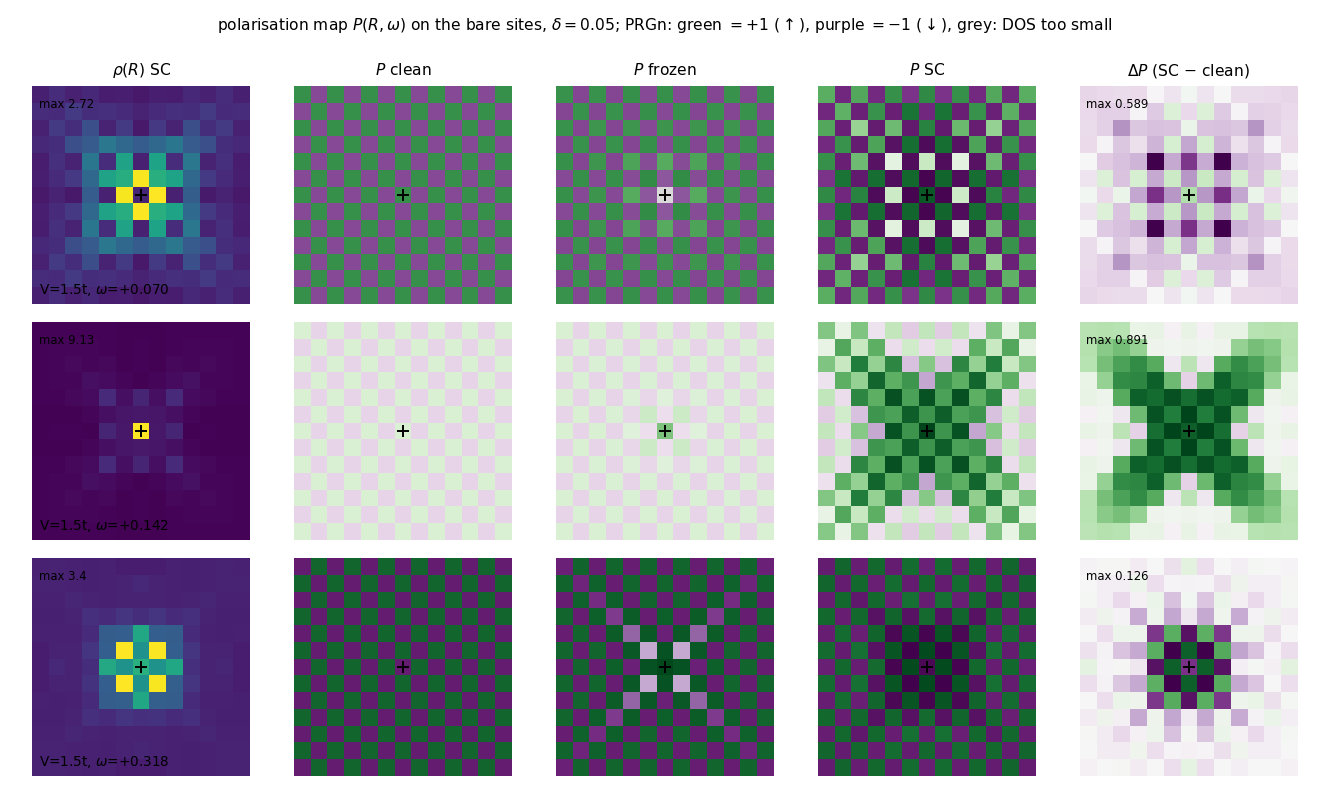 polarisation map P(R, ω) on the bare sites, δ = 0.05; PRGn: green = +1 (↑), purple = −1 (↓), grey: DOS too small
ρ(R) SC P clean P frozen P SC ΔP (SC − clean)
max 2.72 max 0.589
V=1.5t, ω=+0.070
max 9.13 max 0.891
V=1.5t, ω=+0.142
max 3.4 max 0.126
V=1.5t, ω=+0.318